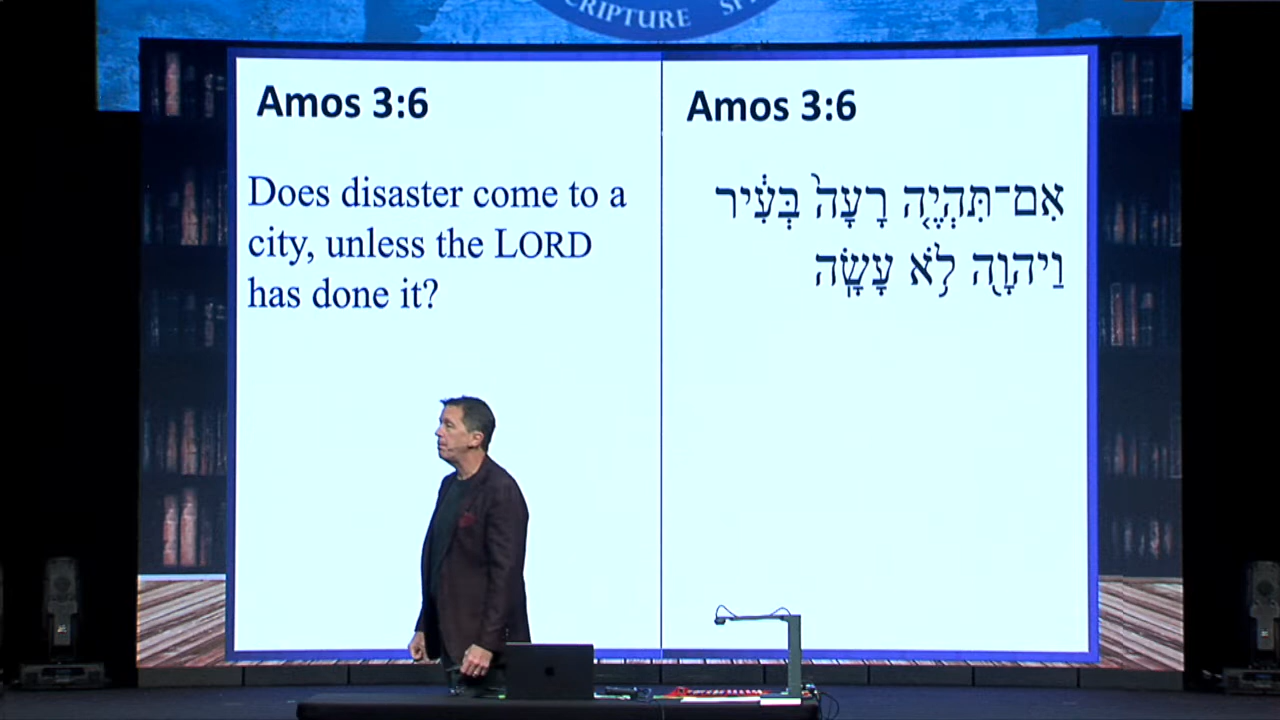 SCRIPTURE
Amos 3:6
Does disaster come to a
city, unless the LORD
has done it?
Amos 3:6
אִם־תִּהְיֶ֤ה רָעָה֙ בְּעִ֔יר
וַיהוָ֖ה לֹ֥א עָשָֽׂה